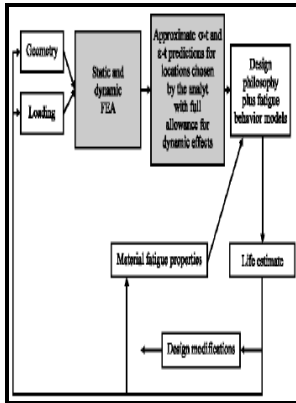 Geometry
Loading
Static and
dynamic
FEA
Approximate σ-t and
ε-t predictions for
locations chosen
by the analyt
with full
allowance for
dynamic effects
Design
philosophy
plus fatigue
behavior models
Material fatigue properties
Life estimate
Design modifications